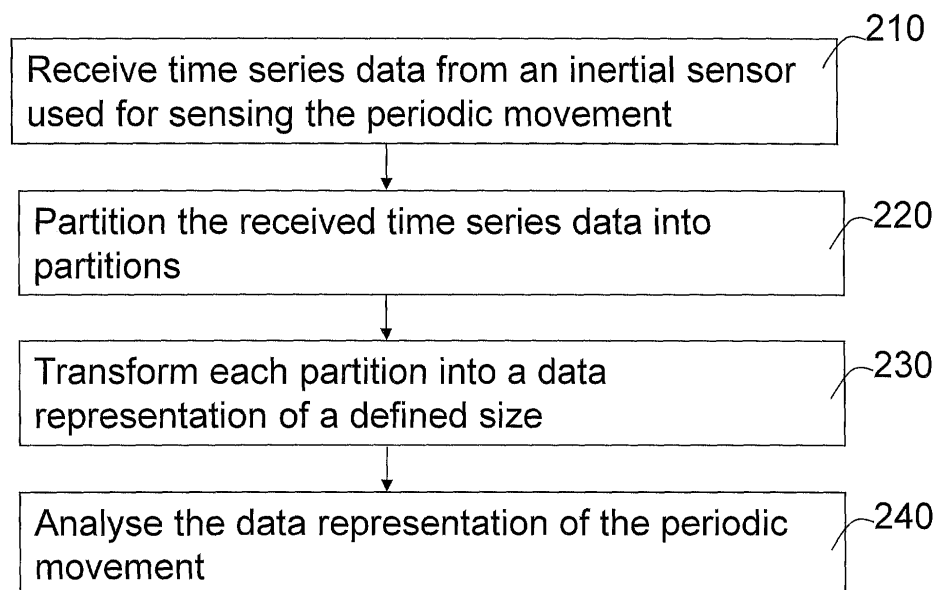 210
Receive time series data from an inertial sensor
used for sensing the periodic movement
220
Partition the received time series data into
partitions
230
Transform each partition into a data
representation of a defined size
240
Analyse the data representation of the periodic
movement